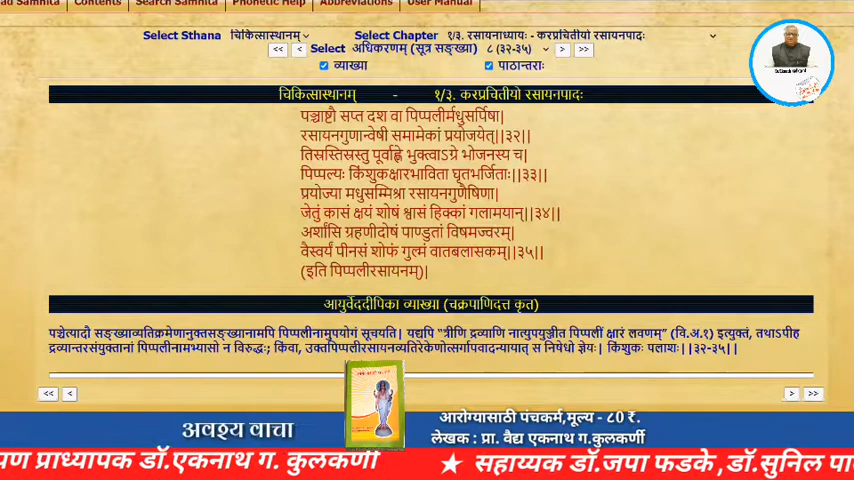 ad Samhita Contents Search Samhita Phonetic Help Abbreviations User Manual
Select Sthana चिकित्सास्थानम् Select Chapter १/३. रसायनाध्यायः - करप्रचितीयो रसायनपादः
<< < Select अधिकरणम् (सूत्र सङ्ख्या) ८ (३२-३५) > >>
व्याख्या पाठान्तराः
चिकित्सास्थानम् - १/३. करप्रचितीयो रसायनपादः
पञ्चाष्टौ सप्त दश वा पिप्पलीर्मधुसर्पिषा|
रसायनगुणान्वेषी समामेकां प्रयोजयेत्||३२||
तिस्रस्तिस्रस्तु पूर्वाह्णे भुक्त्वाऽग्रे भोजनस्य च|
पिप्पल्यः किंशुकक्षारभाविता घृतभर्जिताः||३३||
प्रयोज्या मधुसम्मिश्रा रसायनगुणैषिणा|
जेतुं कासं क्षयं शोषं श्वासं हिक्कां गलामयान्||३४||
अर्शांसि ग्रहणीदोषं पाण्डुतां विषमज्वरम्|
वैस्वर्यं पीनसं शोफं गुल्मं वातबलासकम्||३५||
(इति पिप्पलीरसायनम्)|
आयुर्वेददीपिका व्याख्या (चक्रपाणिदत्त कृत)
पञ्चेत्यादौ सङ्ख्याव्यतिक्रमेणानुक्तसङ्ख्यानामपि पिप्पलीनामुपयोगं सूचयति| यद्यपि “त्रीणि द्रव्याणि नात्युपयुञ्जीत पिप्पलीं क्षारं लवणम्” (वि.अ.१) इत्युक्तं, तथाऽपीह
द्रव्यान्तरसंयुक्तानां पिप्पलीनामभ्यासो न विरुद्धः; किंवा, उक्तपिप्पलीरसायनव्यतिरेकेणोत्सर्गापवादन्यायात् स निषेधो ज्ञेयः| किंशुकः पलाशः||३२-३५||
<< < > >>
अवश्य वाचा
आरोग्यासाठी पंचकर्म,मूल्य - ८० ₹.
लेखक : प्रा. वैद्य एकनाथ ग.कुलकर्णी
पण प्राध्यापक डॉ.एकनाथ ग. कुलकर्णी ★ सहाय्यक डॉ.जपा फडके ,डॉ.सुनिल पा